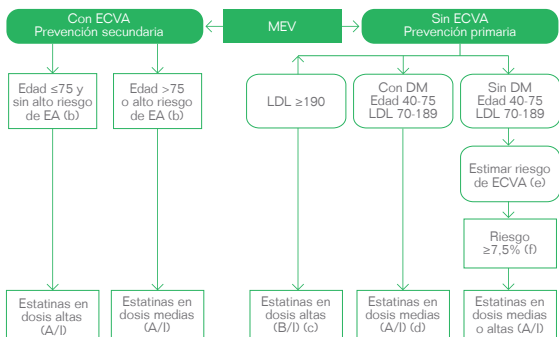 Con ECVA
Prevención secundaria
MEV
Sin ECVA
Prevención primaria
Edad ≤75 y
sin alto riesgo
de EA (b)
Edad >75
o alto riesgo
de EA (b)
LDL ≥190
Con DM
Edad 40-75
LDL 70-189
Sin DM
Edad 40-75
LDL 70-189
Estimar riesgo
de ECVA (e)
Riesgo
≥7,5% (f)
Estatinas en
dosis altas
(A/I)
Estatinas en
dosis medias
(A/I)
Estatinas en
dosis altas
(B/I) (c)
Estatinas en
dosis medias
(A/I) (d)
Estatinas en
dosis medias
o altas (A/I)